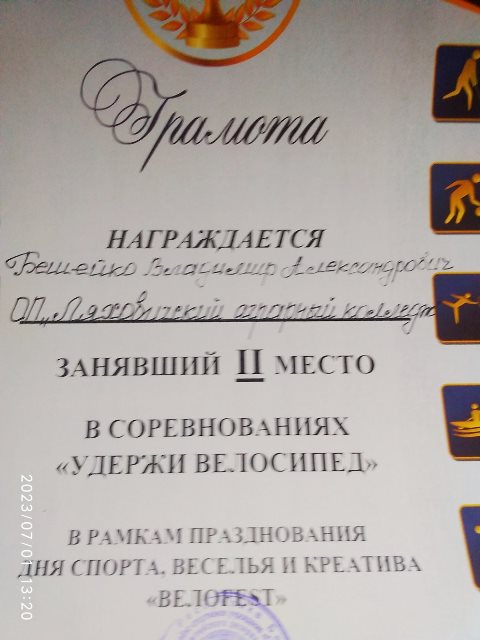 Грамота
НАГРАЖДАЕТСЯ
Бешейко Владимир Александрович
ОП „Ляховичский аграрный колледж
ЗАНЯВШИЙ II МЕСТО
В СОРЕВНОВАНИЯХ
«УДЕРЖИ ВЕЛОСИПЕД»
В РАМКАМ ПРАЗДНОВАНИЯ
ДНЯ СПОРТА, ВЕСЕЛЬЯ И КРЕАТИВА
«ВЕЛОFEST»
2023/07/01 13:20